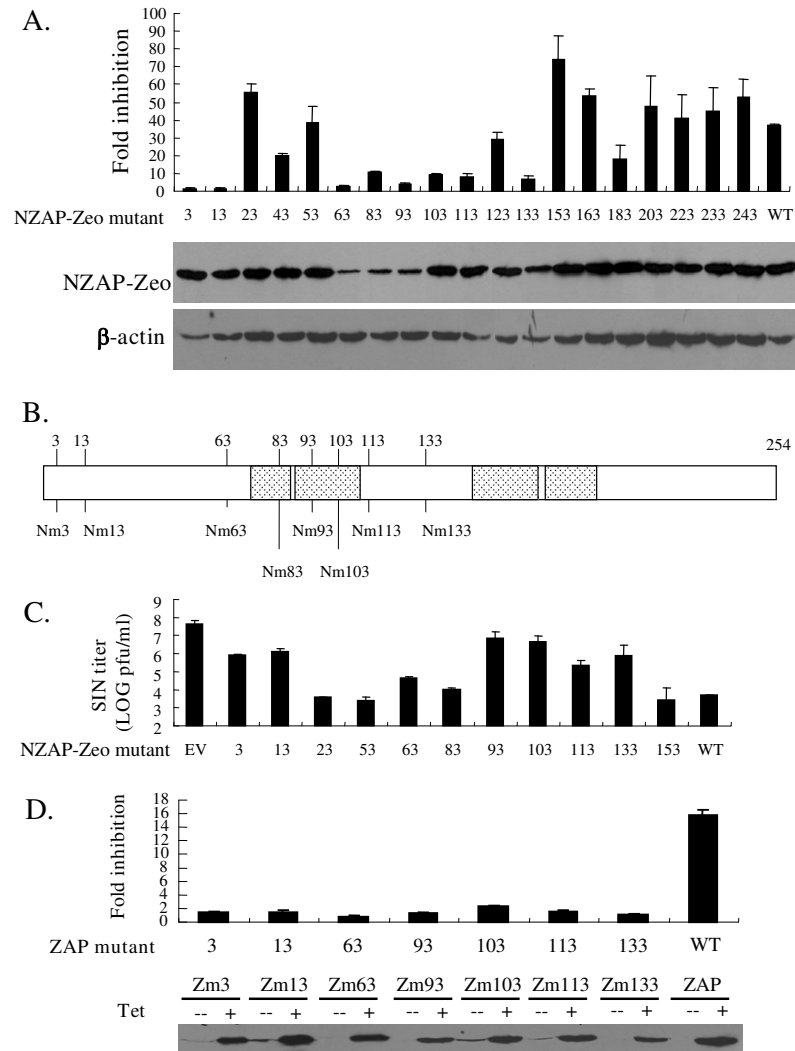 A.
Fold inhibition
100
90
80
70
60
50
40
30
20
10
0
NZAP-Zeo mutant 3 13 23 43 53 63 83 93 103 113 123 133 153 163 183 203 223 233 243 WT
NZAP-Zeo
β-actin
B.
3 13 63 83 93 103 113 133 254
Nm3 Nm13 Nm63 Nm93 Nm113 Nm133
Nm83 Nm103
C.
SIN titer
(LOG pfu/ml)
9
8
7
6
5
4
3
2
NZAP-Zeo mutant EV 3 13 23 53 63 83 93 103 113 133 153 WT
D.
Fold inhibition
18
16
14
12
10
8
6
4
2
0
ZAP mutant 3 13 63 93 103 113 133 WT
Zm3 Zm13 Zm63 Zm93 Zm103 Zm113 Zm133 ZAP
Tet -- + -- + -- + -- + -- + -- + -- + -- +